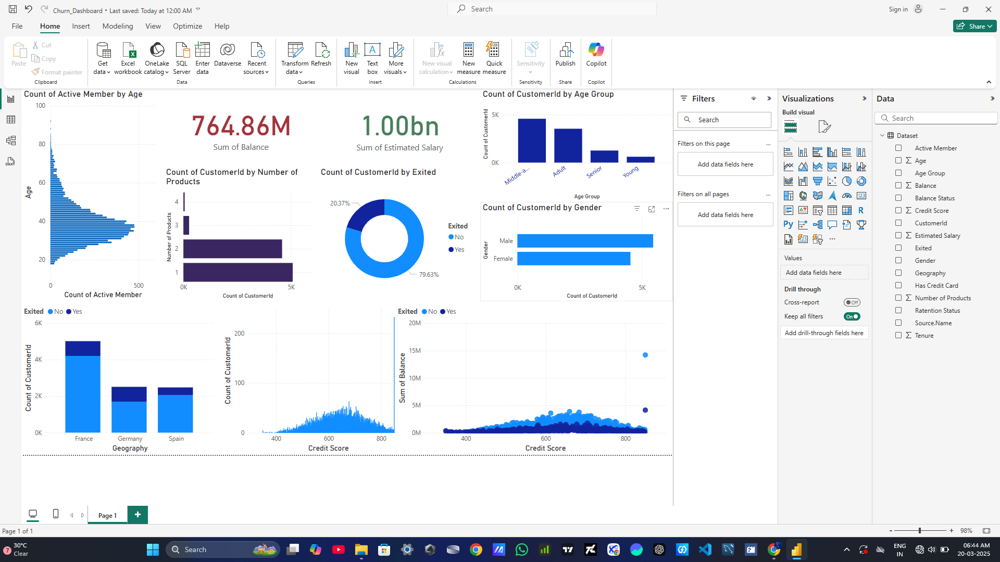 Churn_Dashboard • Last saved: Today at 12:00 AM
Search
Sign in
File
Home
Insert
Modeling
View
Optimize
Help
Share
Paste
Cut
Copy
Format painter
Clipboard
Get data
Excel workbook
OneLake catalog
SQL Server
Enter data
Dataverse
Recent sources
Data
Transform data
Refresh
Queries
New visual
Text box
More visuals
Insert
New visual calculation
New measure
Quick measure
Calculations
Sensitivity
Sensitivity
Publish
Share
Copilot
Copilot
Count of Active Member by Age
100
80
60
40
20
Age
0
500
Count of Active Member
764.86M
Sum of Balance
1.00bn
Sum of Estimated Salary
Count of CustomerId by Age Group
Count of CustomerId
5K
0K
Middle-a...
Adult
Senior
Young
Age Group
Count of CustomerId by Number of
Products
Number of Products
4
3
2
1
0K
5K
Count of CustomerId
Count of CustomerId by Exited
20.37%
79.63%
Exited
No
Yes
Count of CustomerId by Gender
Gender
Male
Female
0K
5K
Count of CustomerId
Exited No Yes
6K
4K
2K
0K
Count of CustomerId
France
Germany
Spain
Geography
Count of CustomerId
200
100
0
400
600
800
Credit Score
Exited No Yes
Sum of Balance
20M
15M
10M
5M
0M
400
600
800
Credit Score
Filters
Search
Filters on this page
...
Add data fields here
Filters on all pages
...
Add data fields here
Visualizations
Build visual
123
R
Py
123
...
Values
Add data fields here
Drill through
Cross-report
Off
Keep all filters
On
Add drill-through fields here
Data
Search
Dataset
Active Member
Age
Age Group
Balance
Balance Status
Credit Score
CustomerId
Estimated Salary
Exited
Gender
Geography
Has Credit Card
Number of Products
Ratention Status
Source.Name
Tenure
DAX
Page 1
+
Page 1 of 1
- + 98%
7
30°C
Clear
Search
ENG
IN
06:44 AM
20-03-2025